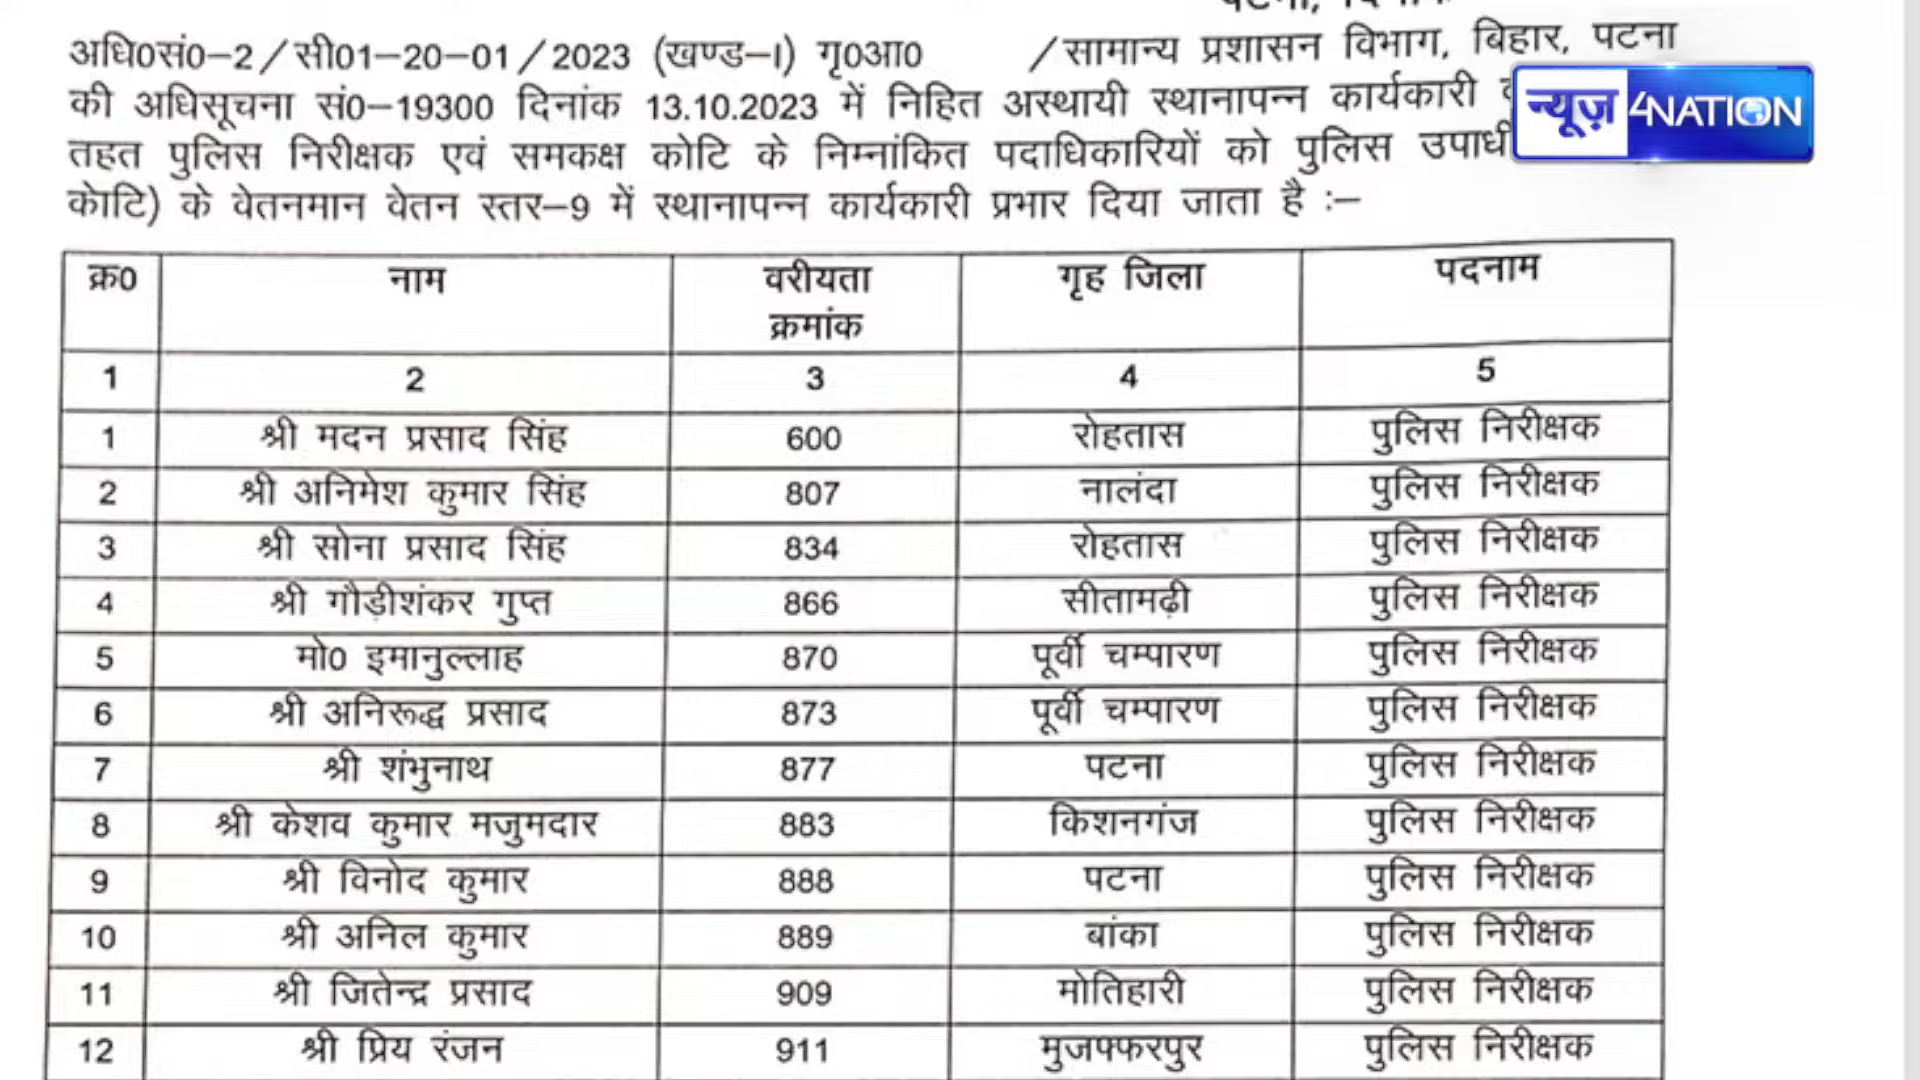 अधि0सं0–2/सी01–20–01/2023 (खण्ड–I) गृ0आ0 /सामान्य प्रशासन विभाग, बिहार, पटना
की अधिसूचना सं0–19300 दिनांक 13.10.2023 में निहित अस्थायी स्थानापन्न कार्यकारी
न्यूज़ 4NATION
तहत पुलिस निरीक्षक एवं समकक्ष कोटि के निम्नांकित पदाधिकारियों को पुलिस
कोटि) के वेतनमान वेतन स्तर–9 में स्थानापन्न कार्यकारी प्रभार दिया जाता है :–
क्र0 नाम वरीयता क्रमांक गृह जिला पदनाम
1 2 3 4 5
1 श्री मदन प्रसाद सिंह 600 रोहतास पुलिस निरीक्षक
2 श्री अनिमेश कुमार सिंह 807 नालंदा पुलिस निरीक्षक
3 श्री सोना प्रसाद सिंह 834 रोहतास पुलिस निरीक्षक
4 श्री गौड़ीशंकर गुप्त 866 सीतामढ़ी पुलिस निरीक्षक
5 मो0 इमानुल्लाह 870 पूर्वी चम्पारण पुलिस निरीक्षक
6 श्री अनिरूद्ध प्रसाद 873 पूर्वी चम्पारण पुलिस निरीक्षक
7 श्री शंभुनाथ 877 पटना पुलिस निरीक्षक
8 श्री केशव कुमार मजुमदार 883 किशनगंज पुलिस निरीक्षक
9 श्री विनोद कुमार 888 पटना पुलिस निरीक्षक
10 श्री अनिल कुमार 889 बांका पुलिस निरीक्षक
11 श्री जितेन्द्र प्रसाद 909 मोतिहारी पुलिस निरीक्षक
12 श्री प्रिय रंजन 911 मुजफ्फरपुर पुलिस निरीक्षक